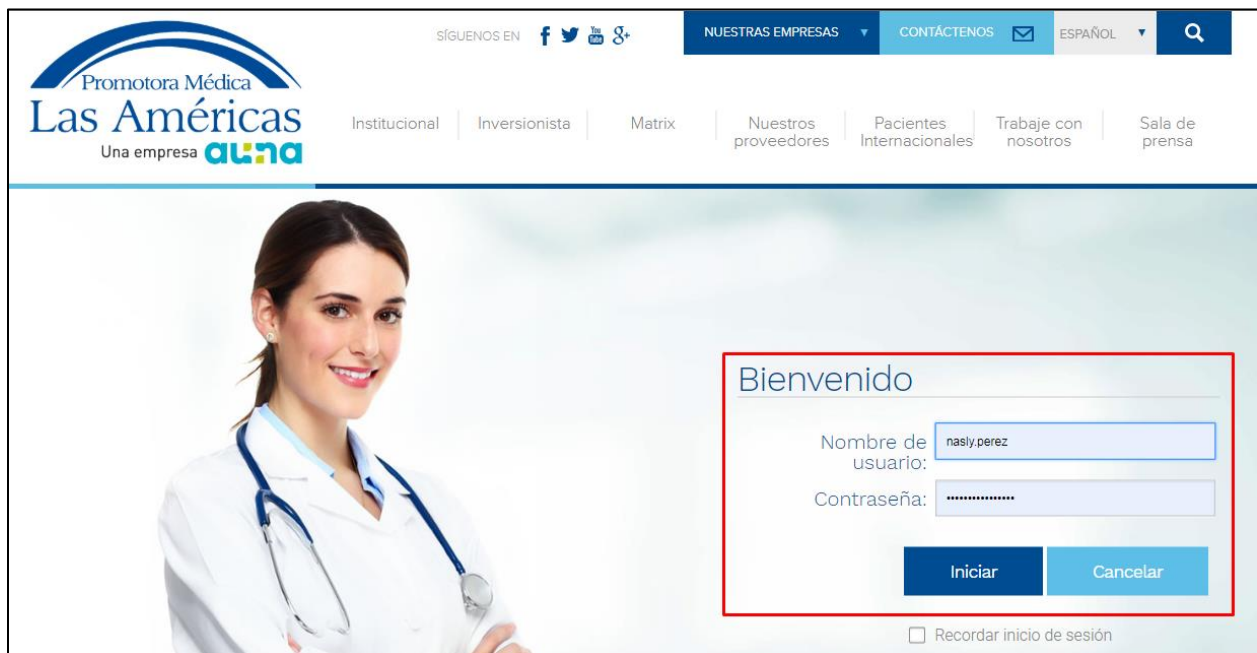 SÍGUENOS EN
NUESTRAS EMPRESAS
CONTÁCTENOS
ESPAÑOL
Promotora Médica
Las Américas
Una empresa auna
Institucional
Inversionista
Matrix
Nuestros
proveedores
Pacientes
Internacionales
Trabaje con
nosotros
Sala de
prensa
Bienvenido
Nombre de
usuario:
nasly.perez
Contraseña: ••••••••••••••••
Iniciar
Cancelar
Recordar inicio de sesión